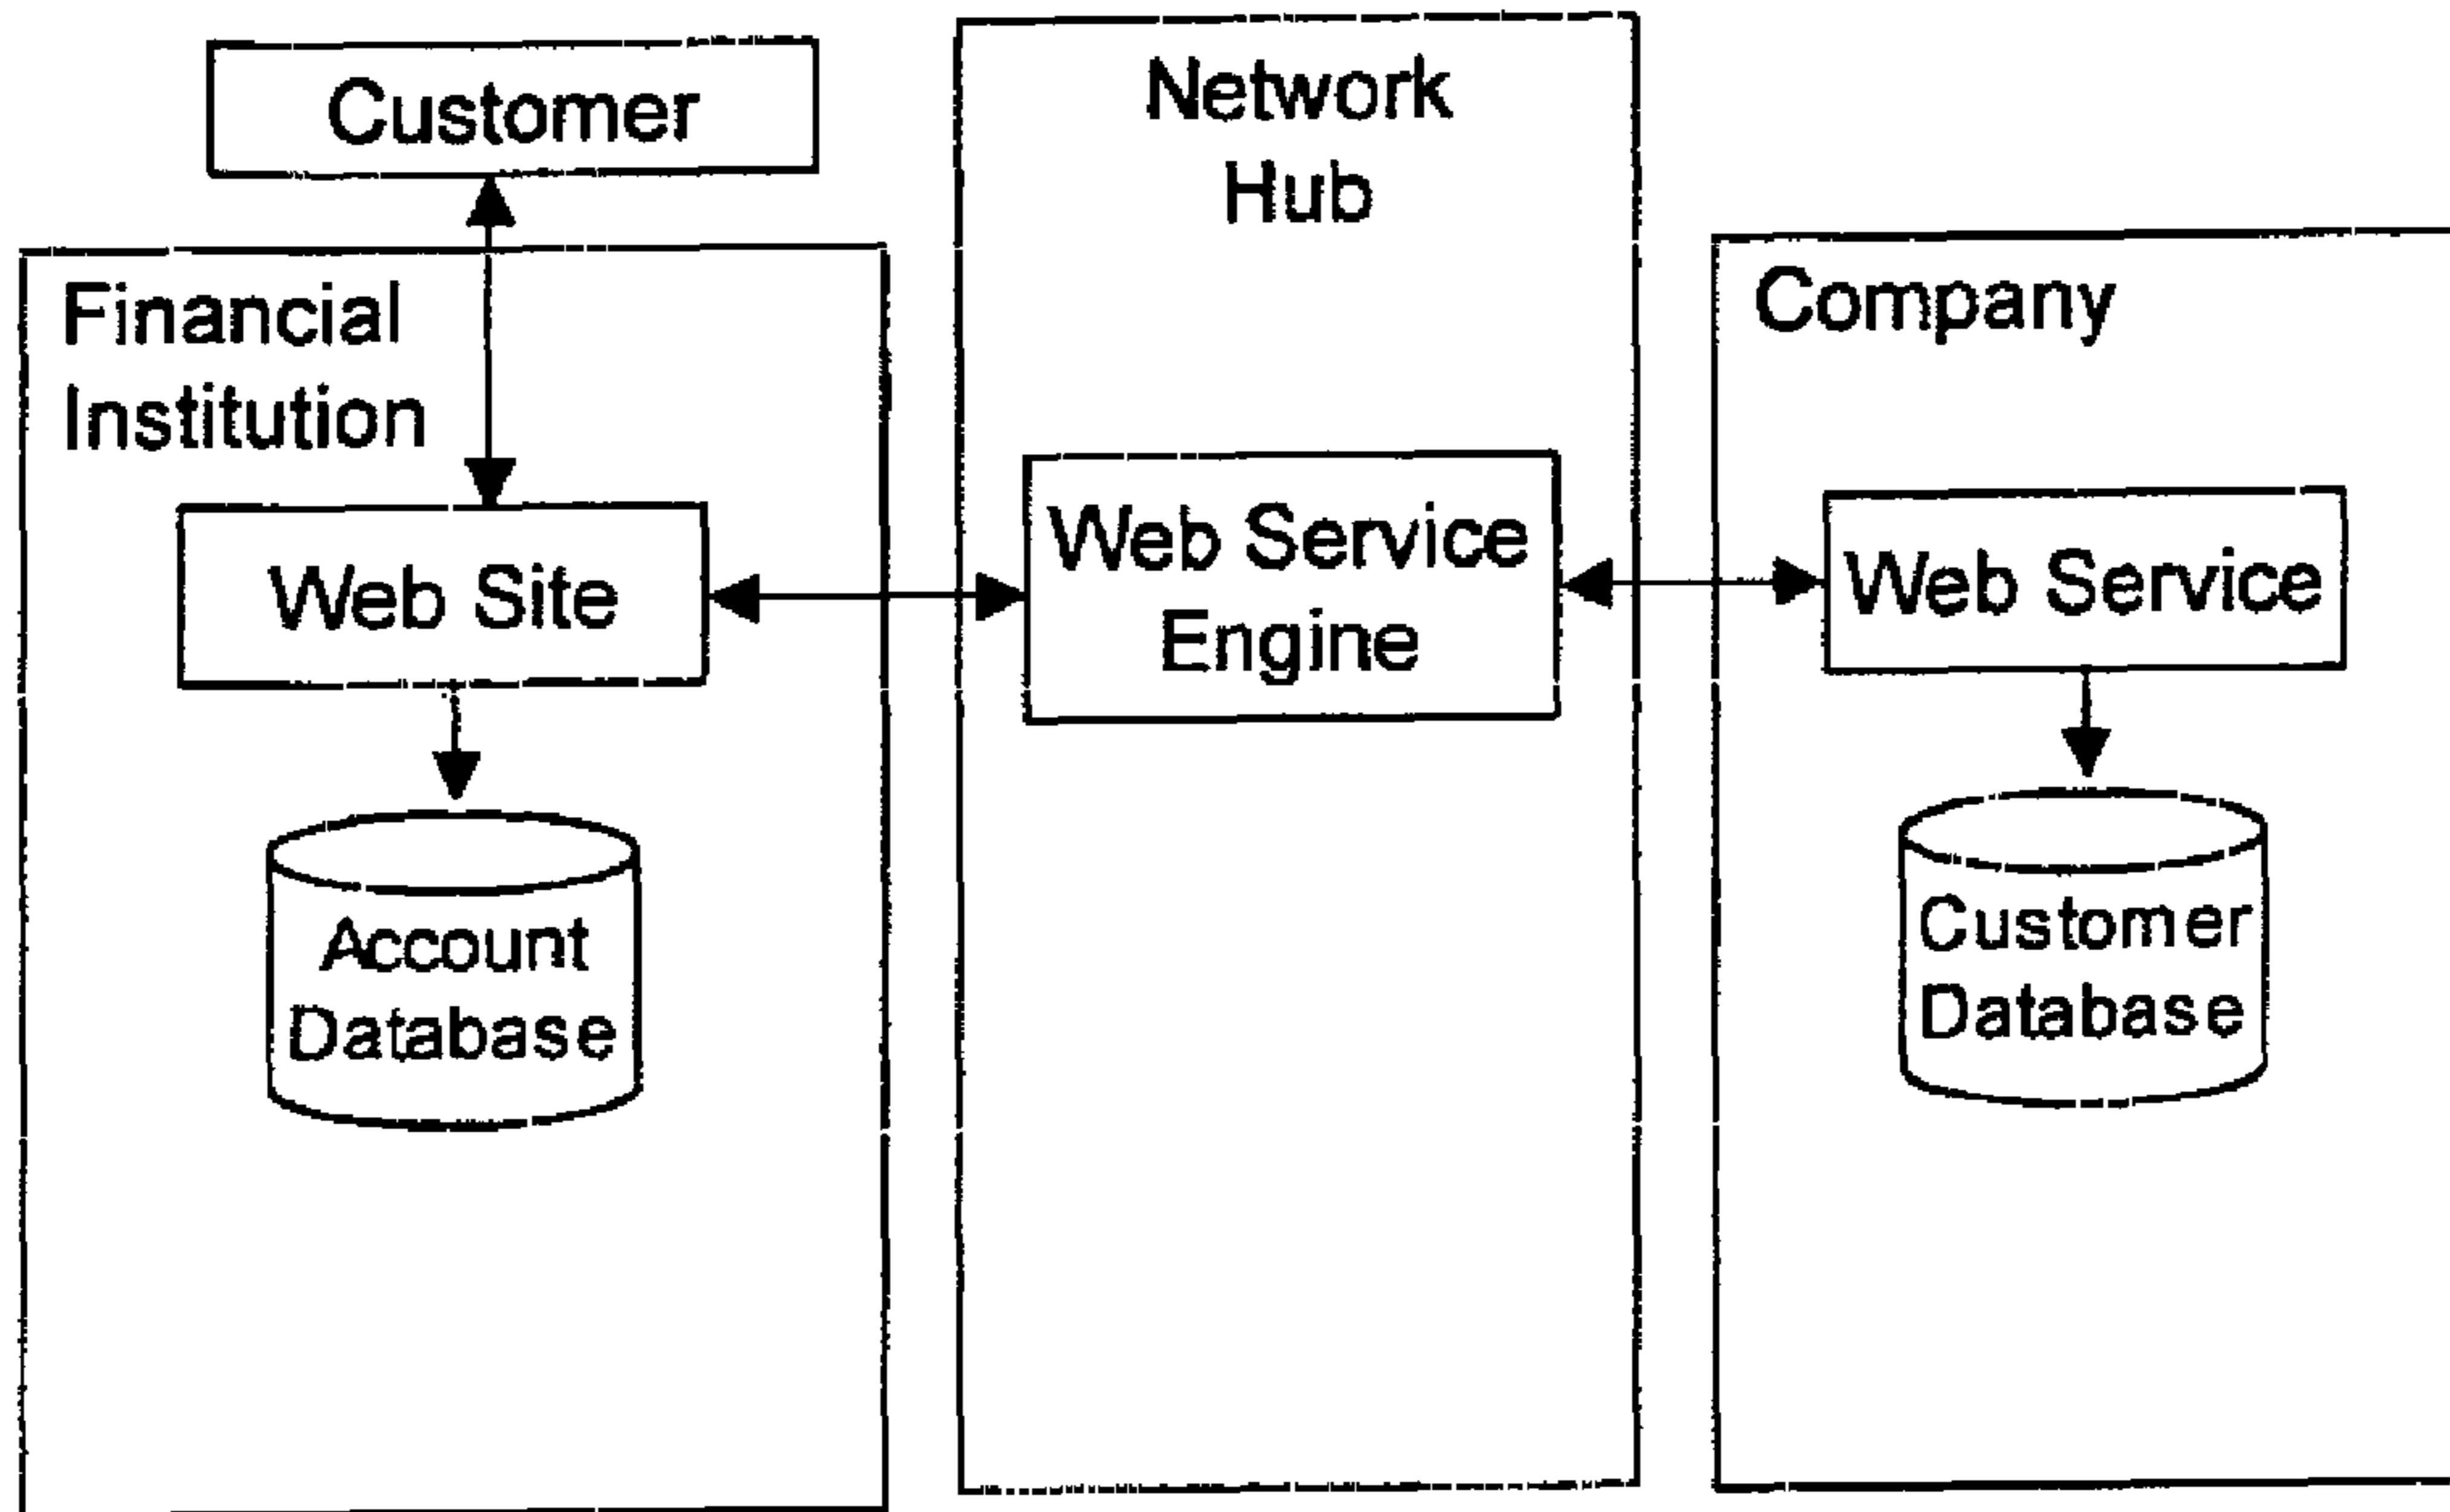 Customer
Network
Hub
Financial
Institution
Company
Web Site
Web Service
Engine
Web Service
Account
Database
Customer
Database